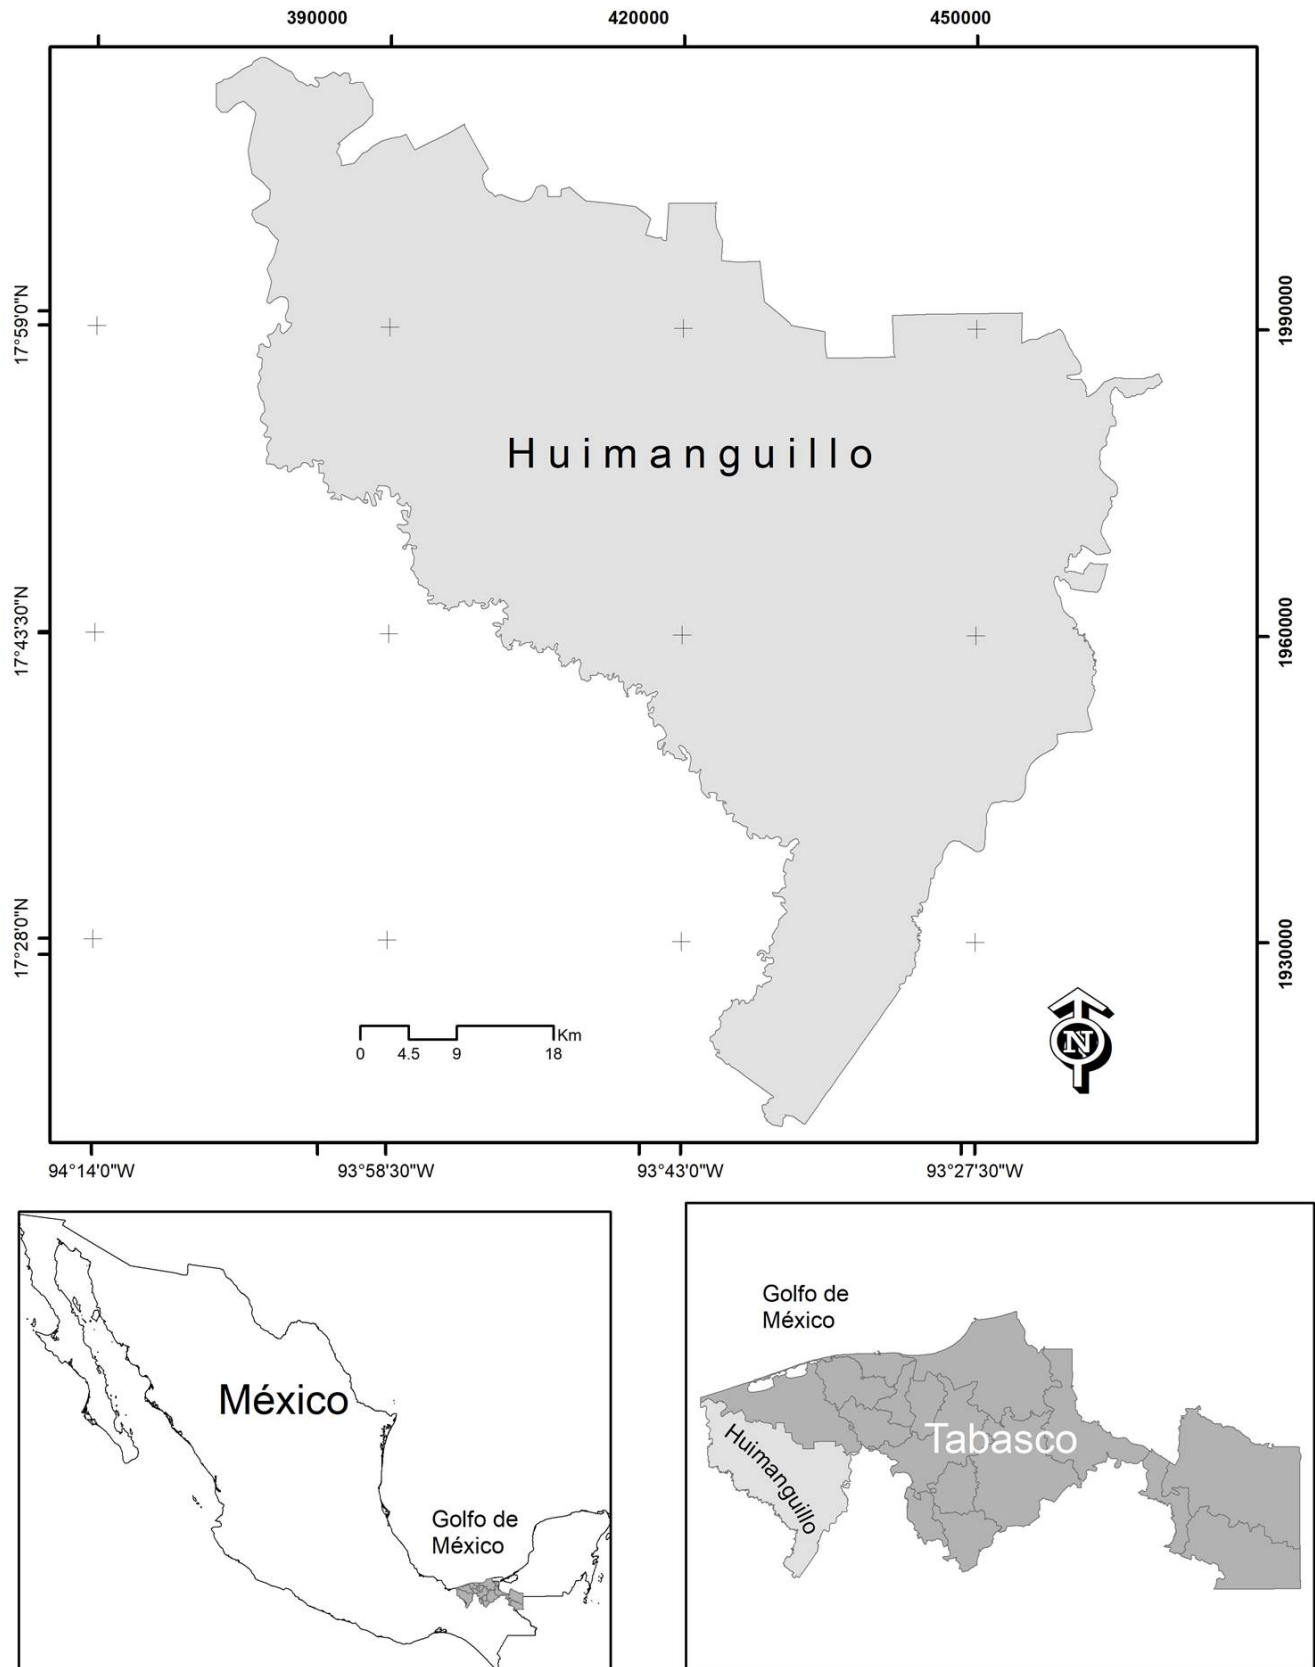 390000 420000 450000
17°59'0"N
1990000
Huimanguillo
17°43'30"N
1960000
17°28'0"N
1930000
N
Km
0 4.5 9 18
94°14'0"W 93°58'30"W 93°43'0"W 93°27'30"W
México
Golfo de
México
Golfo de
México
Tabasco
Huimanguillo